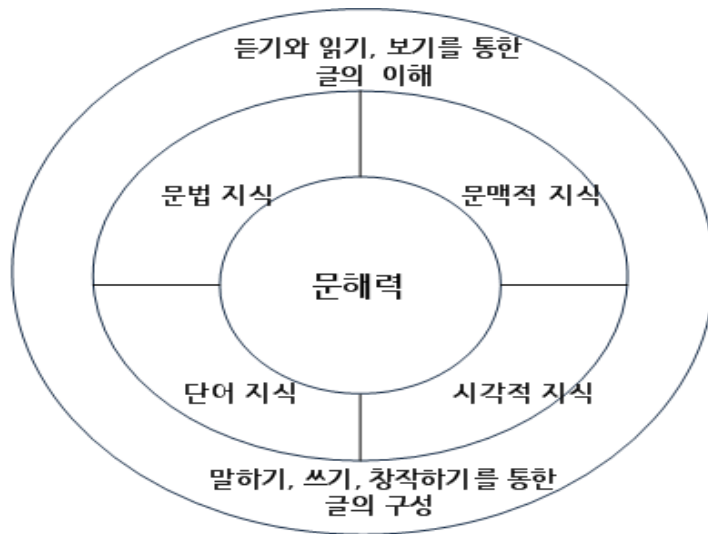 듣기와 읽기, 보기를 통한
글의 이해
문법 지식
문맥적 지식
문해력
단어 지식
시각적 지식
말하기, 쓰기, 창작하기를 통한
글의 구성